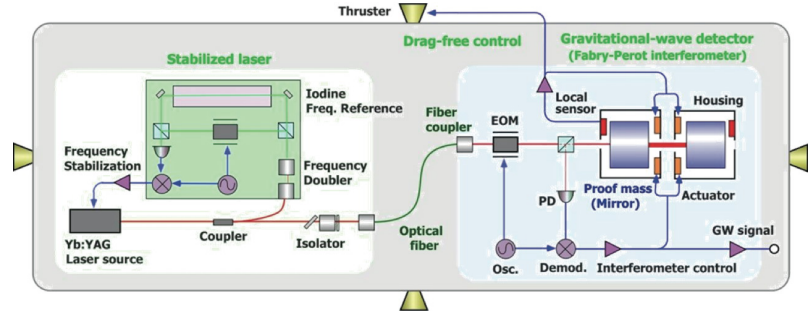 Thruster
Drag-free control
Gravitational-wave detector
(Fabry-Perot interferometer)
Stabilized laser
Iodine
Freq. Reference
Local
sensor
Housing
Fiber
coupler
EOM
Frequency
Stabilization
Frequency
Doubler
Proof mass
(Mirror)
Actuator
PD
Yb:YAG
Laser source
Coupler
Isolator
Optical
fiber
GW signal
Osc.
Demod.
Interferometer control